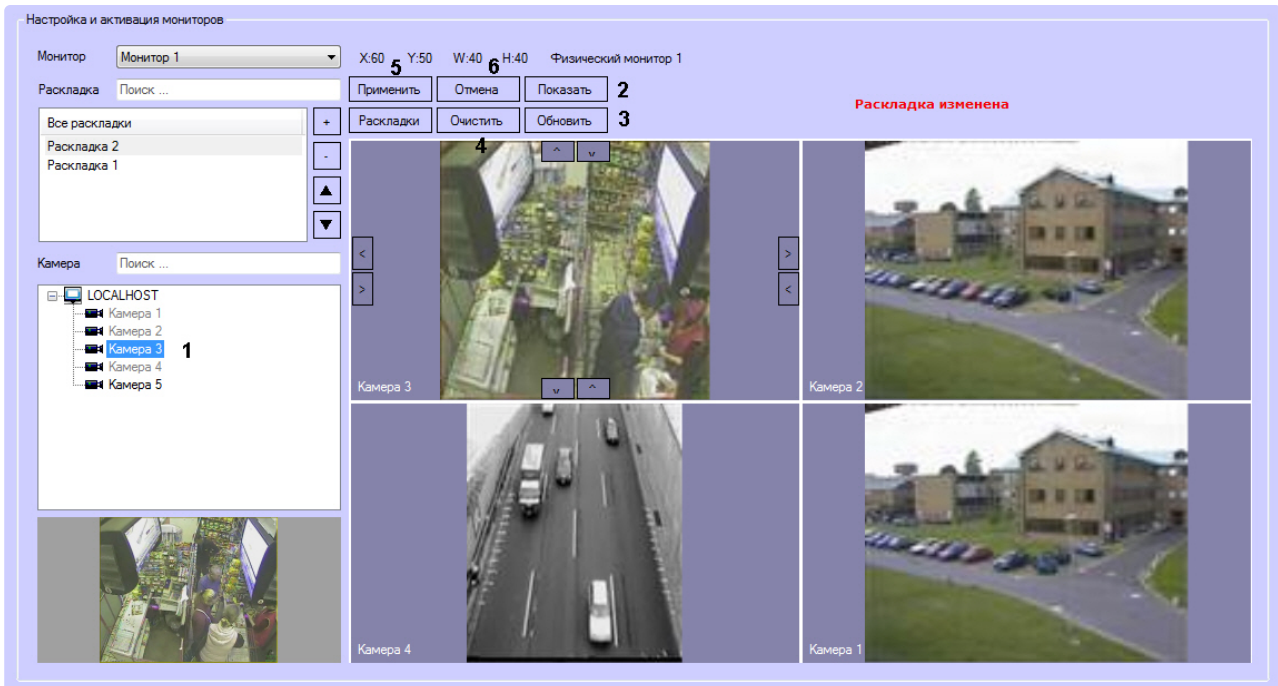 Настройка и активация мониторов
Монитор Монитор 1 X:60 Y:50 W:40 H:40 Физический монитор 1
5 6
Раскладка Поиск ... Применить Отмена Показать 2
Раскладка изменена
Все раскладки + Раскладки Очистить Обновить 3
4
Раскладка 2 - ^ v
Раскладка 1
▲
▼
Камера Поиск ... < >
> <
LOCALHOST
Камера 1
Камера 2
Камера 3 1
Камера 4
Камера 5
Камера 3 v ^ Камера 2
Камера 4 Камера 1